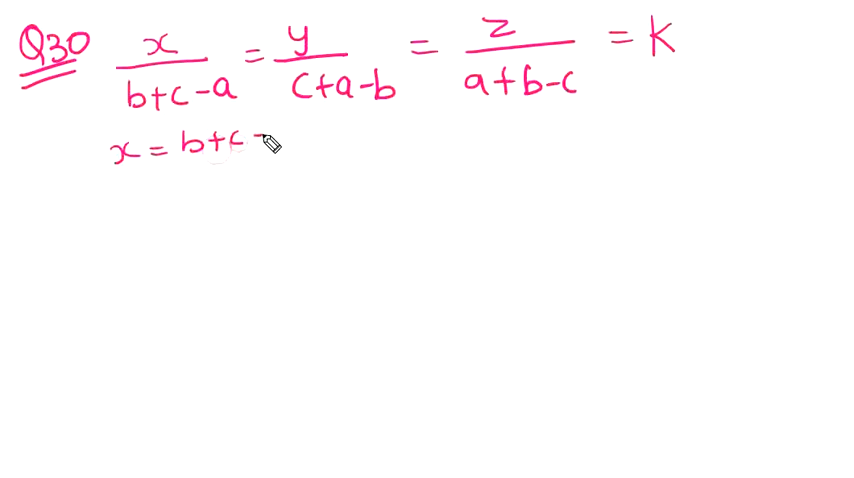 Q30 x/(b+c-a) = y/(c+a-b) = z/(a+b-c) = K
x = b+c -